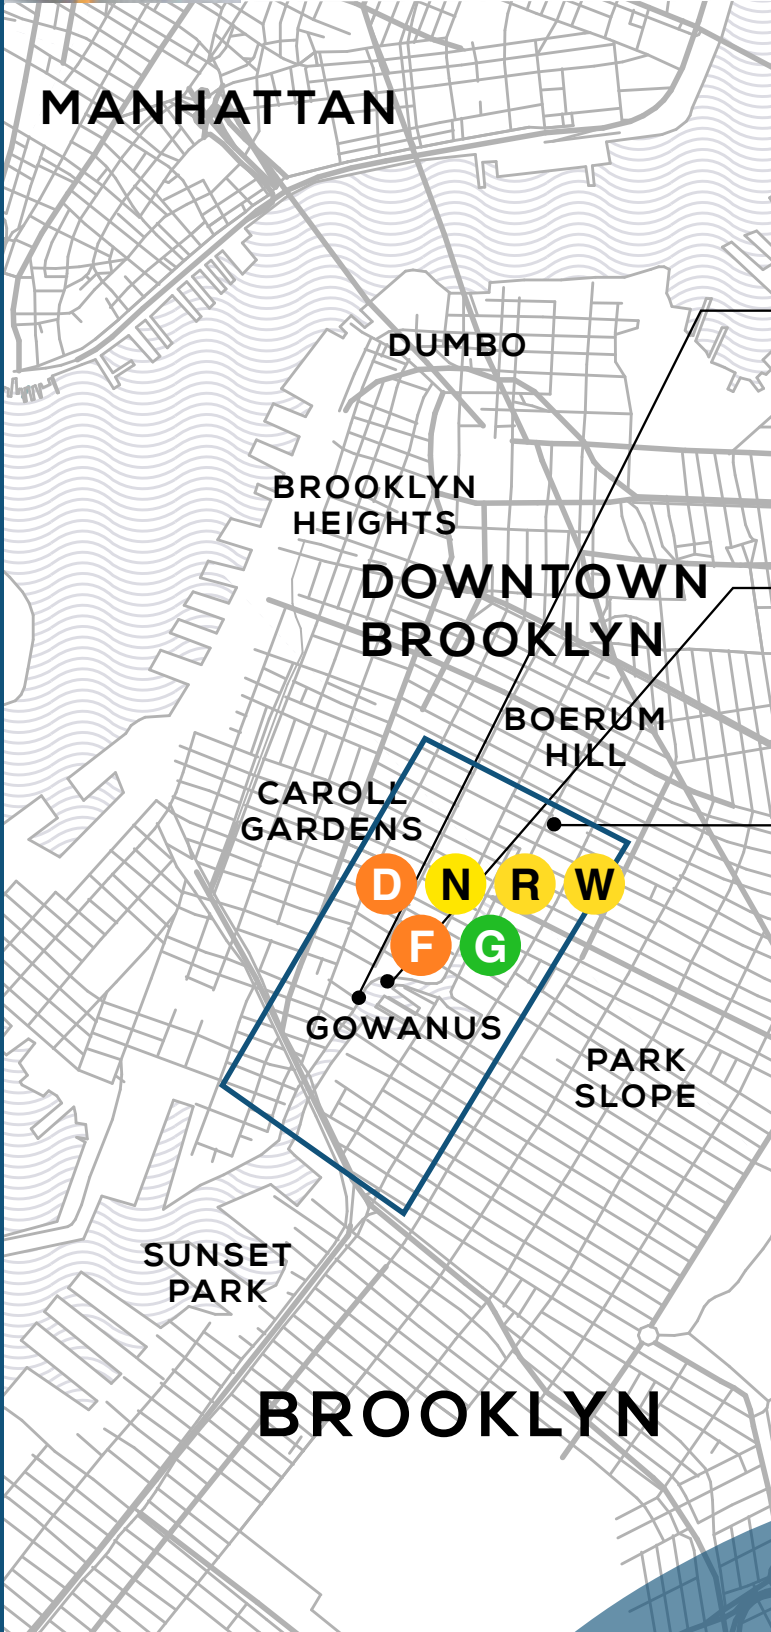 MANHATTAN
DUMBO
BROOKLYN
HEIGHTS
DOWNTOWN
BROOKLYN
BOERUM
HILL
CAROLL
GARDENS
D N R W
F G
GOWANUS
PARK
SLOPE
SUNSET
PARK
BROOKLYN